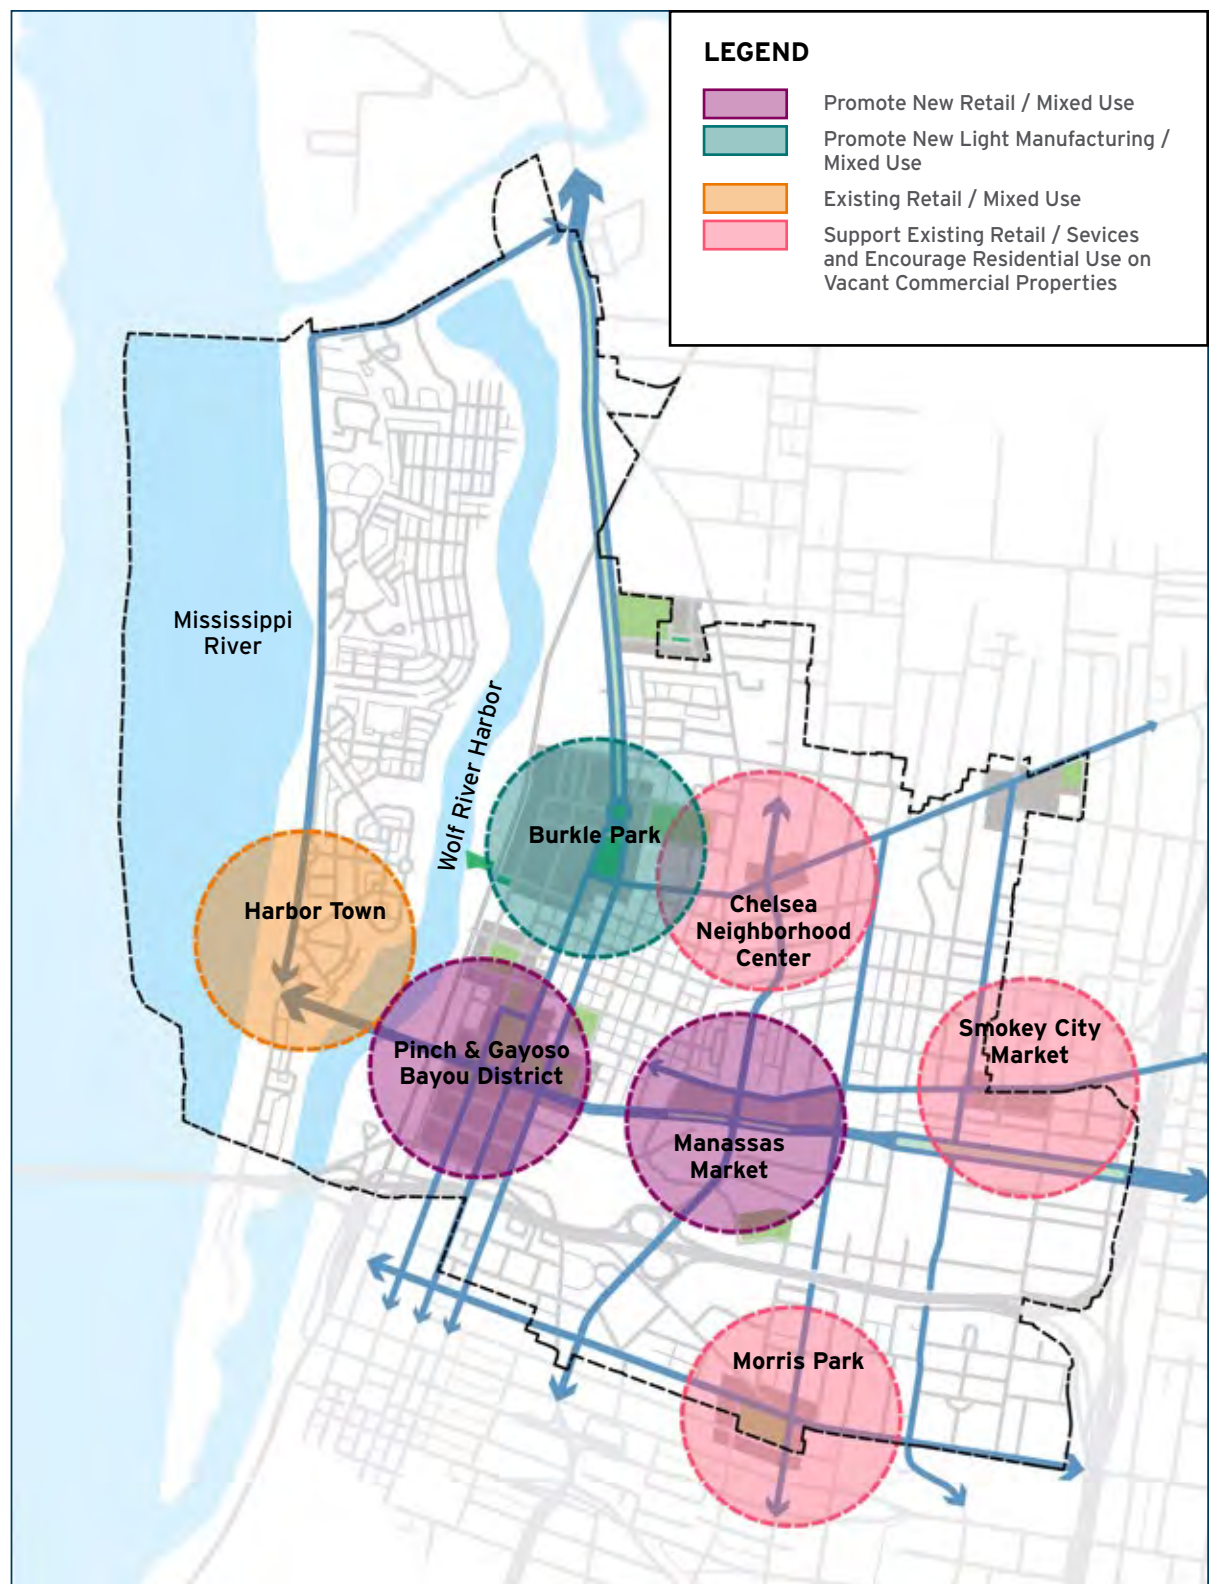 LEGEND
Promote New Retail / Mixed Use
Promote New Light Manufacturing /
Mixed Use
Existing Retail / Mixed Use
Support Existing Retail / Sevices
and Encourage Residential Use on
Vacant Commercial Properties
Mississippi
River
Wolf River Harbor
Burkle Park
Harbor Town
Chelsea
Neighborhood
Center
Smokey City
Market
Pinch & Gayoso
Bayou District
Manassas
Market
Morris Park